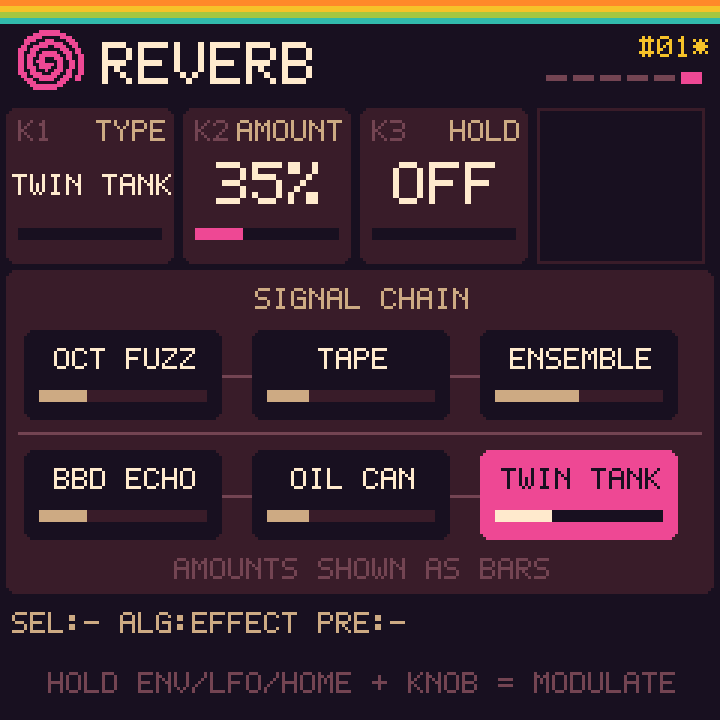 REVERB
#01*
K1 TYPE
TWIN TANK
K2 AMOUNT
35%
K3 HOLD
OFF
SIGNAL CHAIN
OCT FUZZ
TAPE
ENSEMBLE
BBD ECHO
OIL CAN
TWIN TANK
AMOUNTS SHOWN AS BARS
SEL:- ALG:EFFECT PRE:-
HOLD ENV/LFO/HOME + KNOB = MODULATE